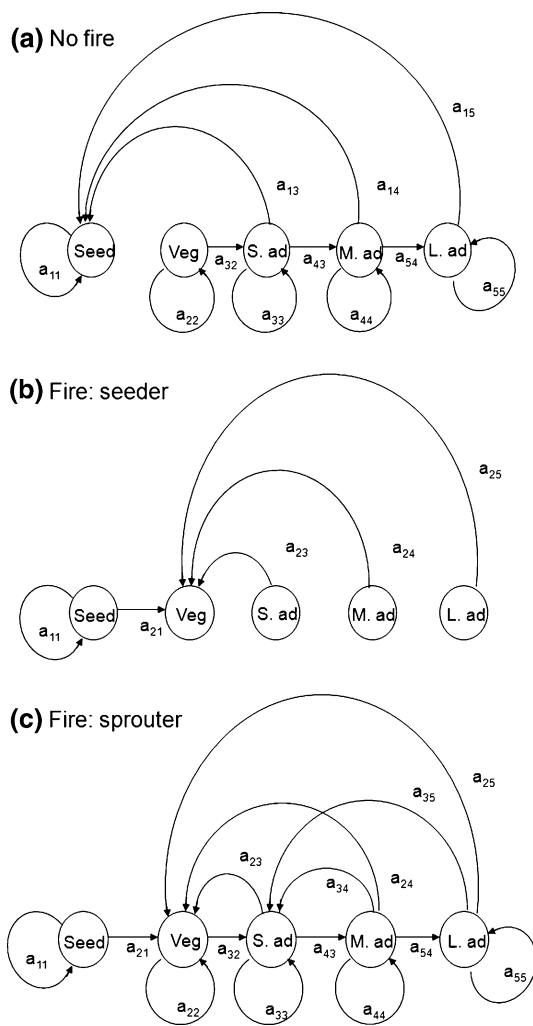 (a) No fire
a15
a13
a14
Seed
Veg
S. ad
M. ad
L. ad
a11
a32
a43
a54
a22
a33
a44
a55
(b) Fire: seeder
a25
a23
a24
Seed
Veg
S. ad
M. ad
L. ad
a11
a21
(c) Fire: sprouter
a25
a35
a23
a34
a24
Seed
Veg
S. ad
M. ad
L. ad
a11
a21
a32
a43
a54
a55
a22
a33
a44